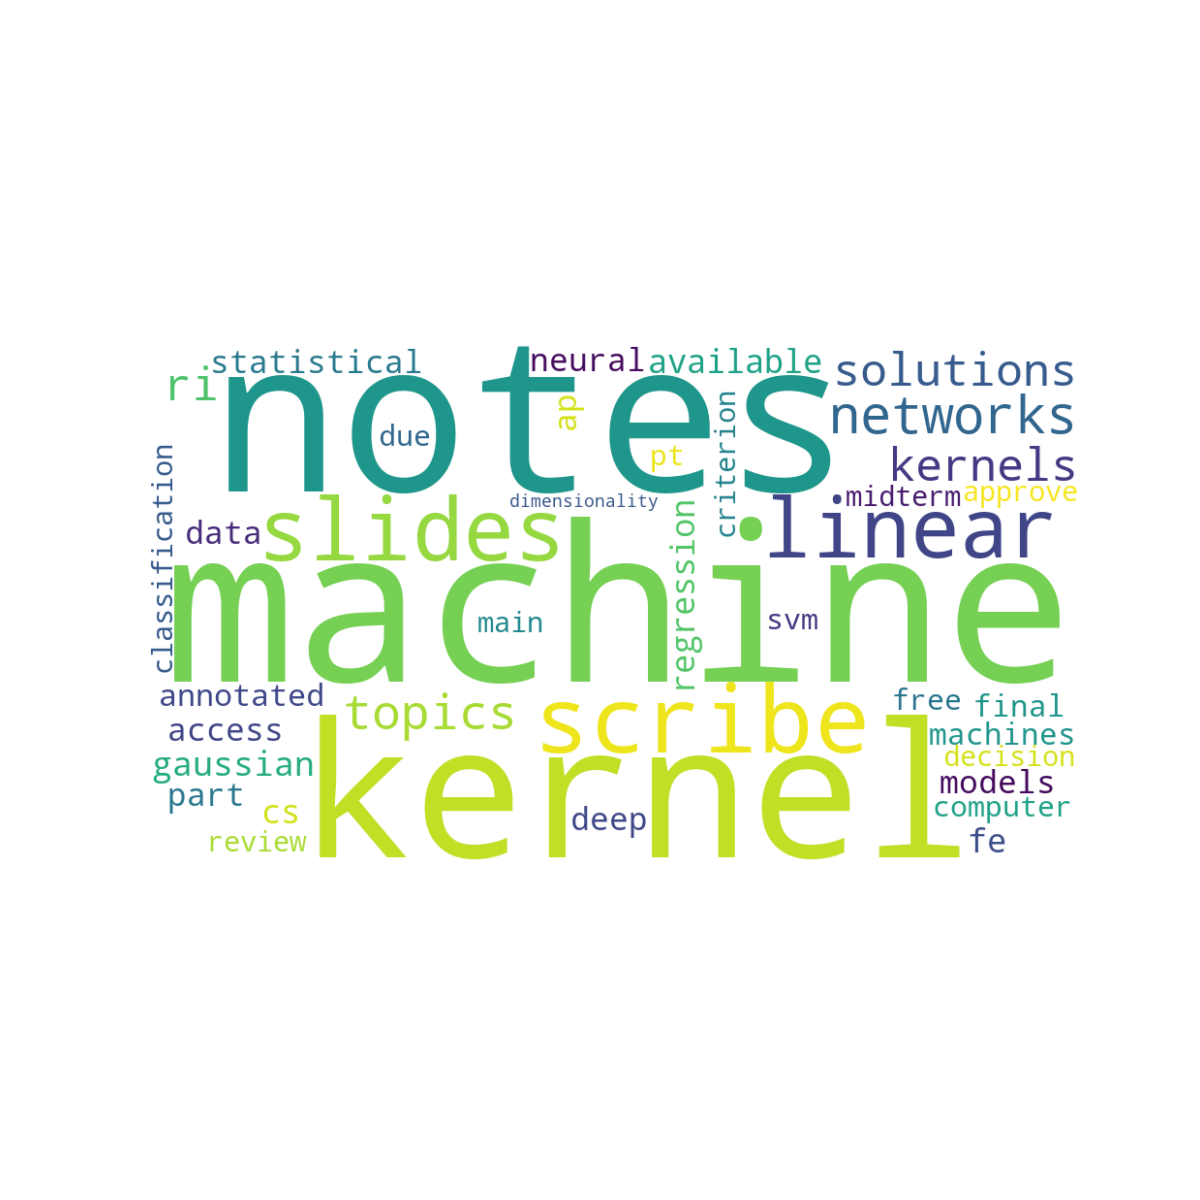 statistical
neural
available
solutions
ri
notes
ap
criterion
networks
due
pt
classification
kernels
midterm
approve
dimensionality
data
slides
regression
linear
machine
main
svm
annotated
topics
scribe
free
final
access
machines
gaussian
decision
part
kernel
models
cs
deep
computer
review
fe